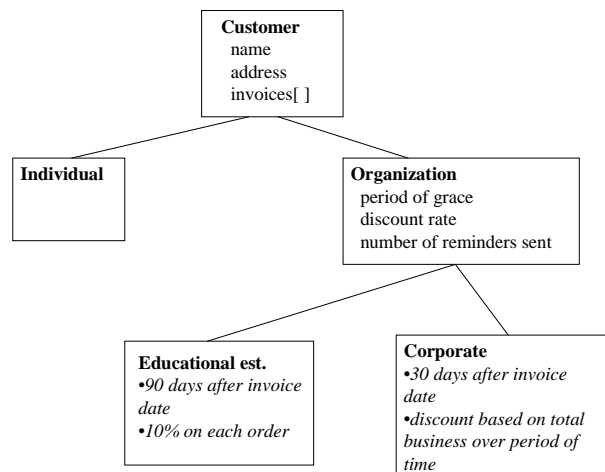 Customer
name
address
invoices[ ]
Individual
Organization
period of grace
discount rate
number of reminders sent
Educational est.
•90 days after invoice
date
•10% on each order
Corporate
•30 days after invoice
date
•discount based on total
business over period of
time